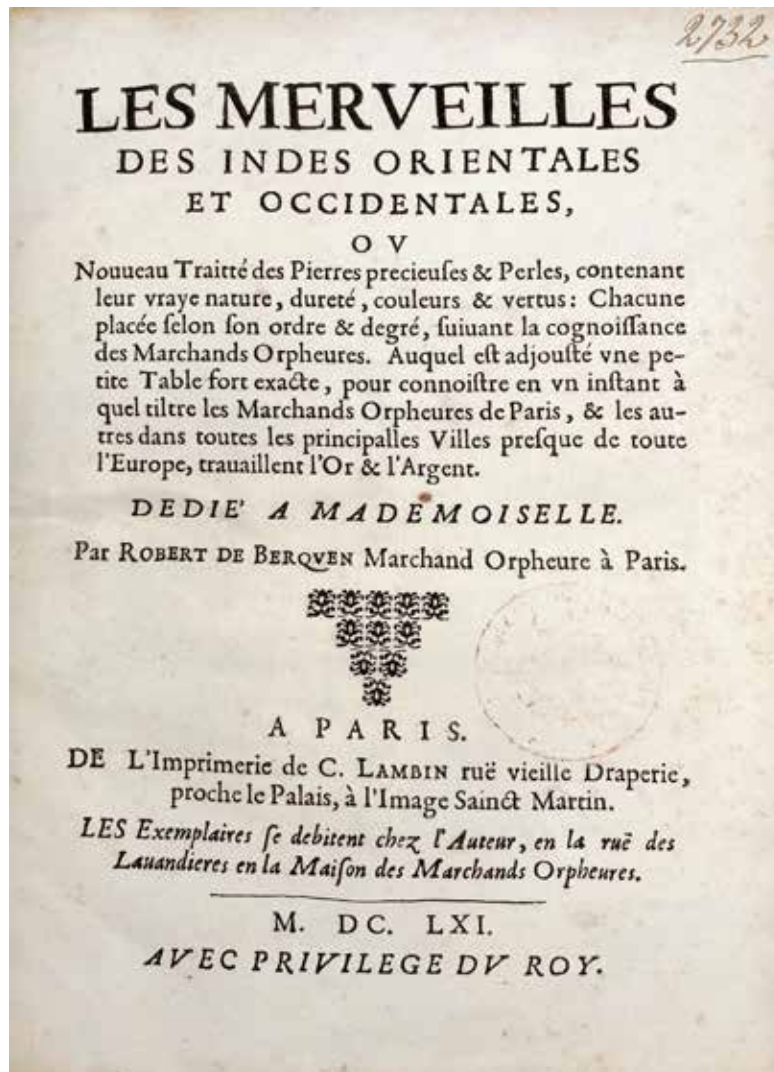 2732
LES MERVEILLES
DES INDES ORIENTALES
ET OCCIDENTALES,
OV
Nouueau Traitté des Pierres precieuſes & Perles, contenant
leur vraye nature, dureté, couleurs & vertus: Chacune
placée ſelon ſon ordre & degré, ſuiuant la cognoiſſance
des Marchands Orpheures. Auquel eſt adjouſté vne pe-
tite Table fort exacte, pour connoiſtre en vn inſtant à
quel tiltre les Marchands Orpheures de Paris, & les au-
tres dans toutes les principalles Villes preſque de toute
l'Europe, trauaillent l'Or & l'Argent.
DEDIE' A MADEMOISELLE.
Par ROBERT DE BERQVEN Marchand Orpheure à Paris.
A PARIS.
DE L'Imprimerie de C. LAMBIN ruë vieille Draperie,
proche le Palais, à l'Image Sainct Martin.
LES Exemplaires ſe debitent chez l'Auteur, en la ruë des
Lauandieres en la Maiſon des Marchands Orpheures.
M. DC. LXI.
AVEC PRIVILEGE DV ROY.